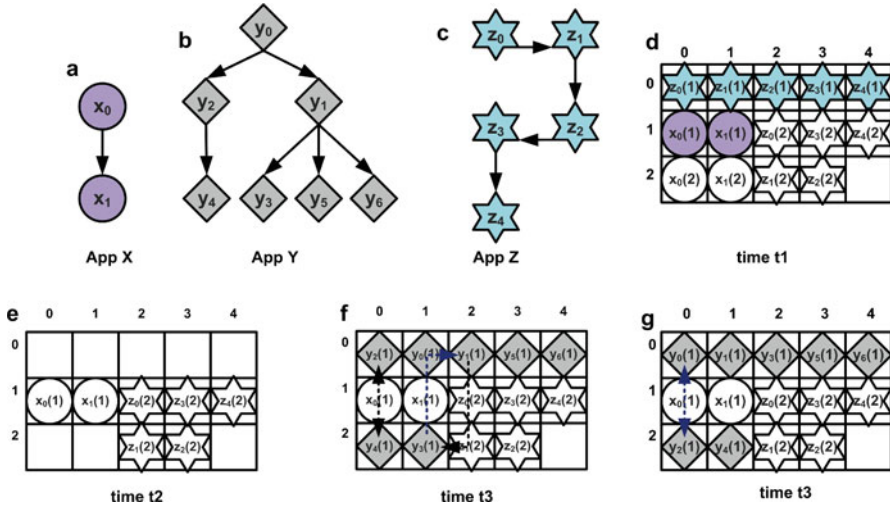 a
x₀
x₁
App X
b
y₀
y₂ y₁
y₄ y₃ y₅ y₆
App Y
c
z₀ z₁
z₃ z₂
z₄
App Z
d
0 1 2 3 4
0 z₀(1) z₁(1) z₂(1) z₃(1) z₄(1)
1 x₀(1) x₁(1) z₀(2) z₃(2) z₄(2)
2 x₀(2) x₁(2) z₁(2) z₂(2)
time t1
e
0 1 2 3 4
0
1 x₀(1) x₁(1) z₀(2) z₃(2) z₄(2)
2 z₁(2) z₂(2)
time t2
f
0 1 2 3 4
0 y₂(1) y₀(1) y₁(1) y₅(1) y₆(1)
1 x₀(1) x₁(1) z₃(2) z₄(2)
2 y₄(1) y₃(1) z₂(2)
time t3
g
0 1 2 3 4
0 y₀(1) y₁(1) y₃(1) y₅(1) y₆(1)
1 x₀(1) x₁(1) z₀(2) z₃(2) z₄(2)
2 y₂(1) y₄(1) z₁(2) z₂(2)
time t3